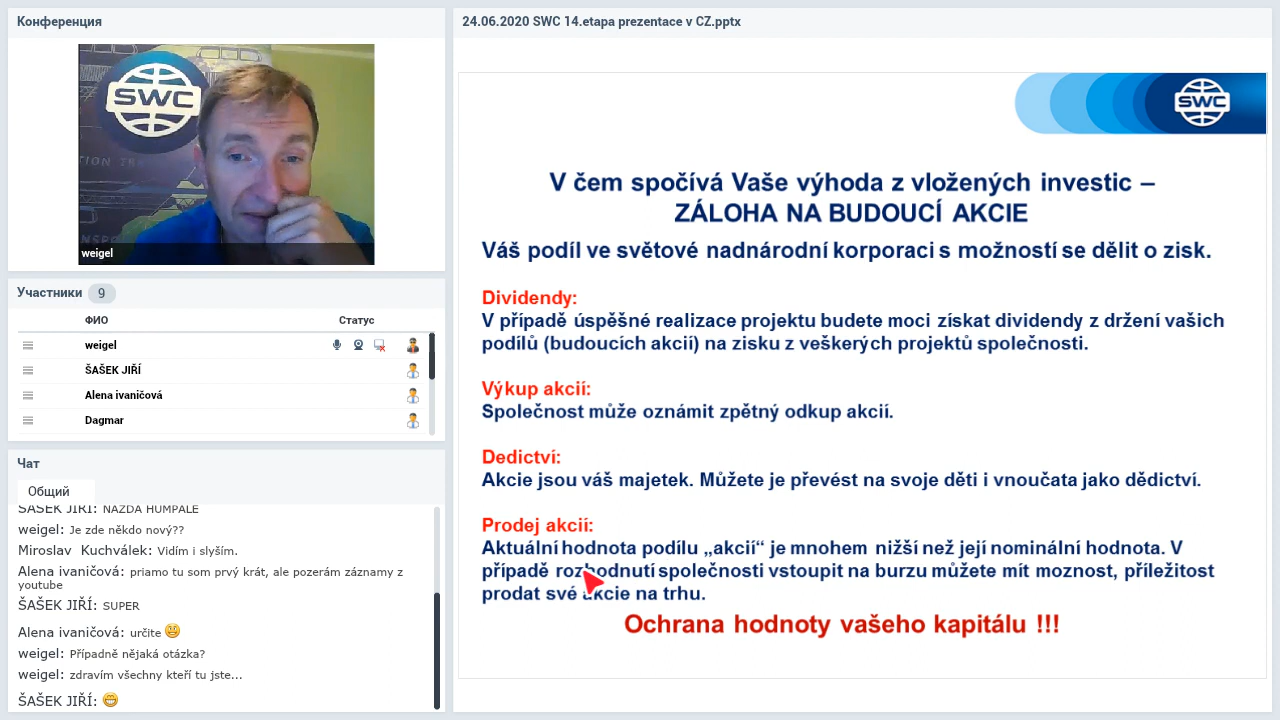 Конференция
SWC
weigel
Участники 9
ФИО Статус
weigel
ŠAŠEK JIŘÍ
Alena ivaničová
Dagmar
Чат
Общий
ŠAŠEK JIŘÍ: NAZDA HUMPALE
weigel: Je zde někdo nový??
Miroslav Kuchválek: Vidím i slyším.
Alena ivaničová: priamo tu som prvý krát, ale pozerám záznamy z
youtube
ŠAŠEK JIŘÍ: SUPER
Alena ivaničová: určite
weigel: Případně nějaká otázka?
weigel: zdravím všechny kteří tu jste...
ŠAŠEK JIŘÍ:
24.06.2020 SWC 14.etapa prezentace v CZ.pptx
SWC
V čem spočívá Vaše výhoda z vložených investic –
ZÁLOHA NA BUDOUCÍ AKCIE
Váš podíl ve světové nadnárodní korporaci s možností se dělit o zisk.
Dividendy:
V případě úspěšné realizace projektu budete moci získat dividendy z držení vašich
podílů (budoucích akcií) na zisku z veškerých projektů společnosti.
Výkup akcií:
Společnost může oznámit zpětný odkup akcií.
Dedictví:
Akcie jsou váš majetek. Můžete je převést na svoje děti i vnoučata jako dědictví.
Prodej akcií:
Aktuální hodnota podílu „akcií“ je mnohem nižší než její nominální hodnota. V
případě rozhodnutí společnosti vstoupit na burzu můžete mít moznost, příležitost
prodat své akcie na trhu.
Ochrana hodnoty vašeho kapitálu !!!